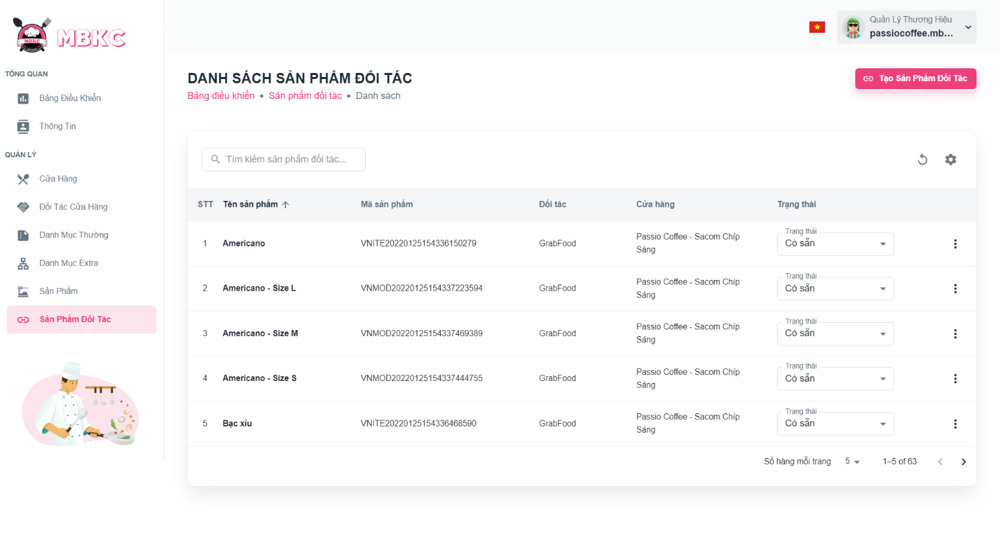 MBKC
MBKC
Quản Lý Thương Hiệu
passiocoffee.mb...
TỔNG QUAN
Bảng Điều Khiển
Thông Tin
QUẢN LÝ
Cửa Hàng
Đối Tác Cửa Hàng
Danh Mục Thường
Danh Mục Extra
Sản Phẩm
Sản Phẩm Đối Tác
DANH SÁCH SẢN PHẨM ĐỐI TÁC
Bảng điều khiển • Sản phẩm đối tác • Danh sách
Tạo Sản Phẩm Đối Tác
Tìm kiếm sản phẩm đối tác...
STT Tên sản phẩm Mã sản phẩm Đối tác Cửa hàng Trạng thái
1 Americano VNITE20220125154336150279 GrabFood Passio Coffee - Sacom Chíp Sáng Trạng thái Có sẵn
2 Americano - Size L VNMOD20220125154337223594 GrabFood Passio Coffee - Sacom Chíp Sáng Trạng thái Có sẵn
3 Americano - Size M VNMOD20220125154337469389 GrabFood Passio Coffee - Sacom Chíp Sáng Trạng thái Có sẵn
4 Americano - Size S VNMOD20220125154337444755 GrabFood Passio Coffee - Sacom Chíp Sáng Trạng thái Có sẵn
5 Bạc xỉu VNITE20220125154336468590 GrabFood Passio Coffee - Sacom Chíp Sáng Trạng thái Có sẵn
Số hàng mỗi trang 5 1–5 of 63